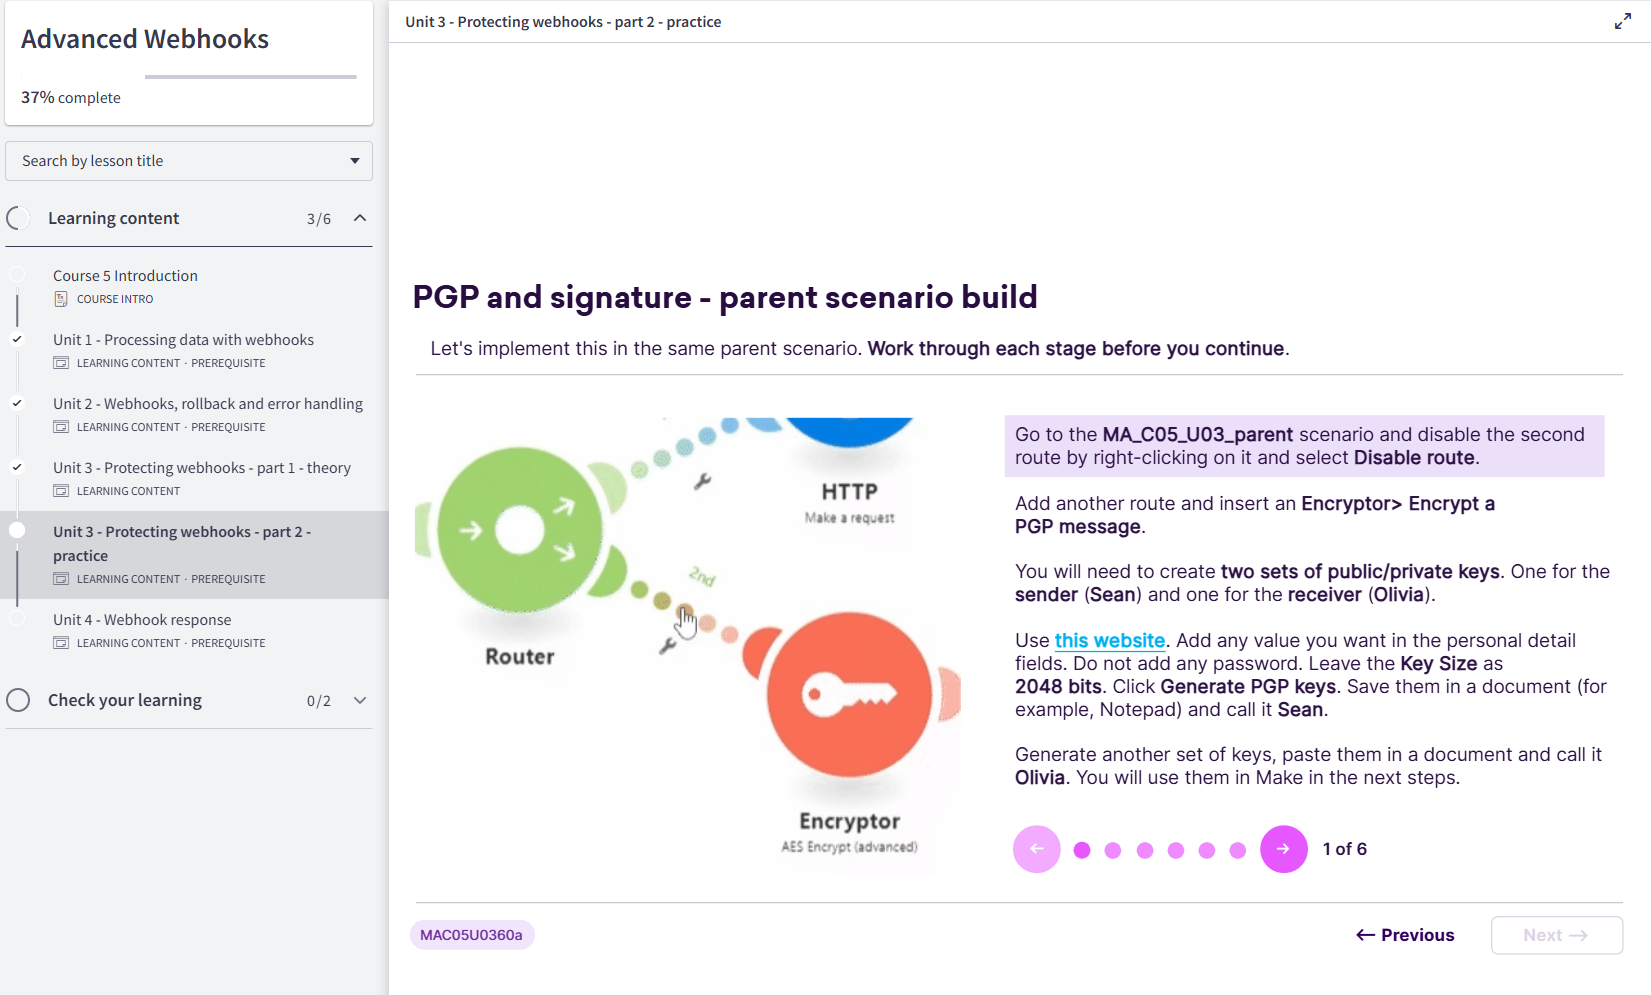 Advanced Webhooks
37% complete
Search by lesson title
Learning content 3/6
Course 5 Introduction
COURSE INTRO
Unit 1 - Processing data with webhooks
LEARNING CONTENT · PREREQUISITE
Unit 2 - Webhooks, rollback and error handling
LEARNING CONTENT · PREREQUISITE
Unit 3 - Protecting webhooks - part 1 - theory
LEARNING CONTENT
Unit 3 - Protecting webhooks - part 2 -
practice
LEARNING CONTENT · PREREQUISITE
Unit 4 - Webhook response
LEARNING CONTENT · PREREQUISITE
Check your learning 0/2
Unit 3 - Protecting webhooks - part 2 - practice
PGP and signature - parent scenario build
Let's implement this in the same parent scenario. Work through each stage before you continue.
HTTP
Make a request
2nd
Router
Encryptor
AES Encrypt (advanced)
Go to the MA_C05_U03_parent scenario and disable the second
route by right-clicking on it and select Disable route.
Add another route and insert an Encryptor> Encrypt a
PGP message.
You will need to create two sets of public/private keys. One for the
sender (Sean) and one for the receiver (Olivia).
Use this website. Add any value you want in the personal detail
fields. Do not add any password. Leave the Key Size as
2048 bits. Click Generate PGP keys. Save them in a document (for
example, Notepad) and call it Sean.
Generate another set of keys, paste them in a document and call it
Olivia. You will use them in Make in the next steps.
1 of 6
MAC05U0360a
← Previous
Next →